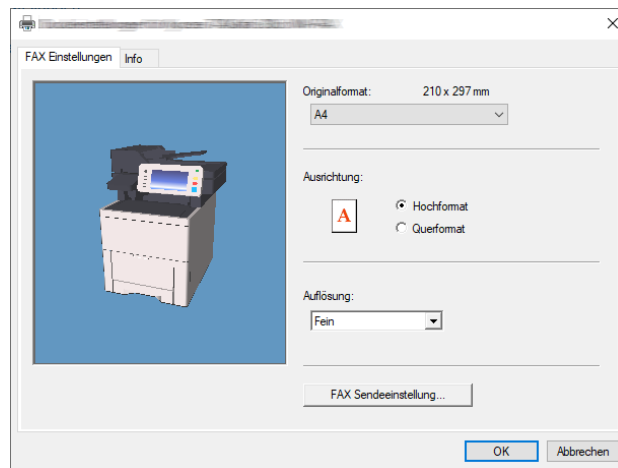 FAX Einstellungen
Info
Originalformat: 210 x 297 mm
A4
Ausrichtung:
A
Hochformat
Querformat
Auflösung:
Fein
FAX Sendeeinstellung...
OK
Abbrechen